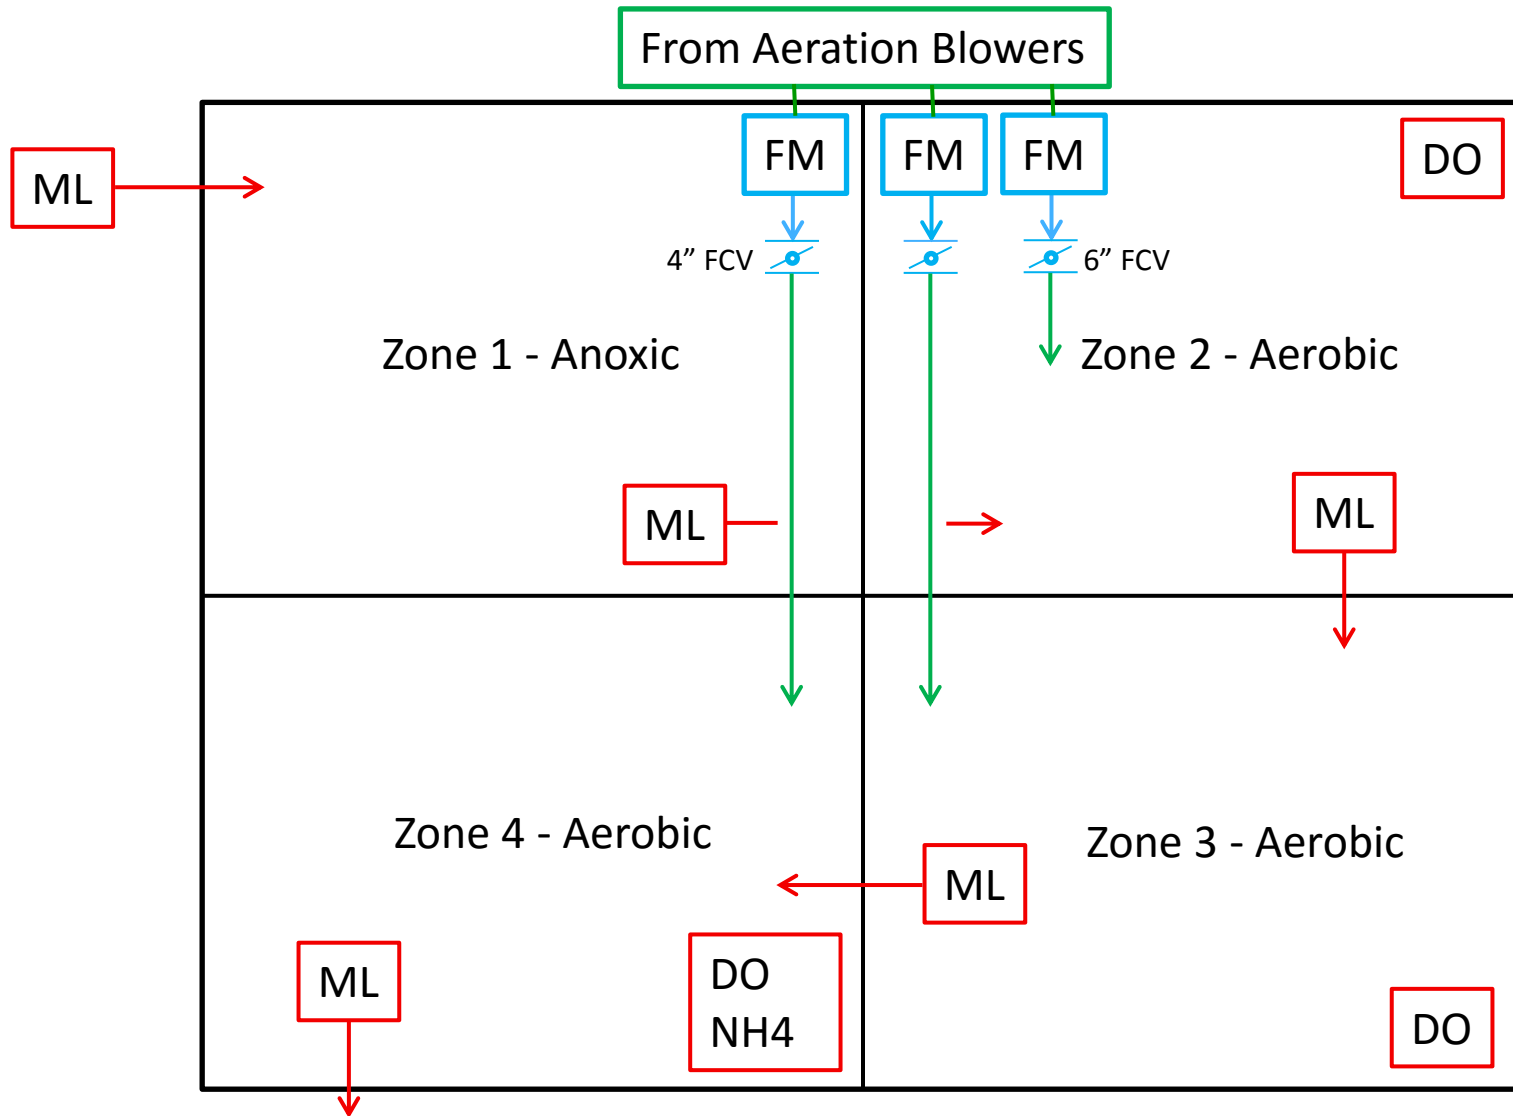 From Aeration Blowers
ML
FM
FM
FM
DO
4” FCV
6” FCV
Zone 1 - Anoxic
Zone 2 - Aerobic
ML
ML
Zone 4 - Aerobic
Zone 3 - Aerobic
ML
ML
DO
NH4
DO